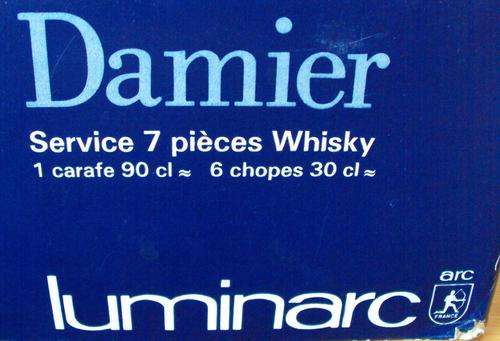 Damier
Service 7 pièces Whisky
1 carafe 90 cl ≈ 6 chopes 30 cl ≈
luminarc
arc
FRANCE